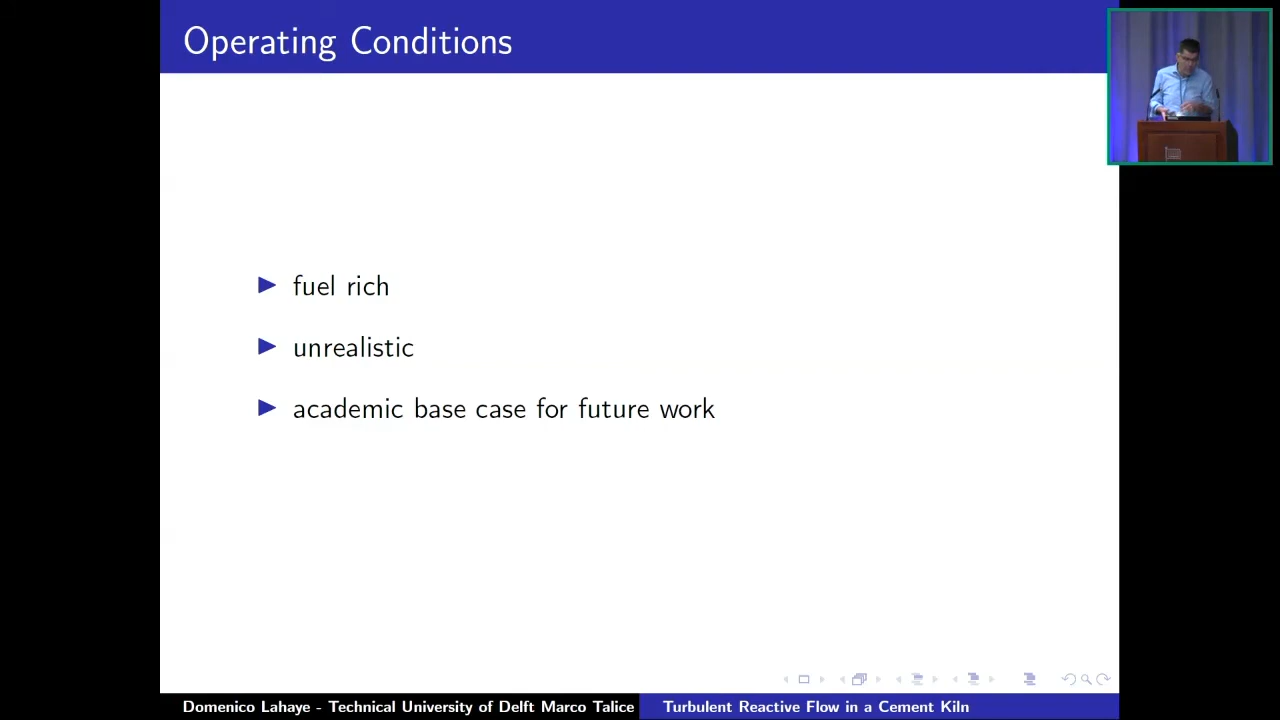 Operating Conditions
fuel rich
unrealistic
academic base case for future work
Domenico Lahaye - Technical University of Delft Marco Talice
Turbulent Reactive Flow in a Cement Kiln